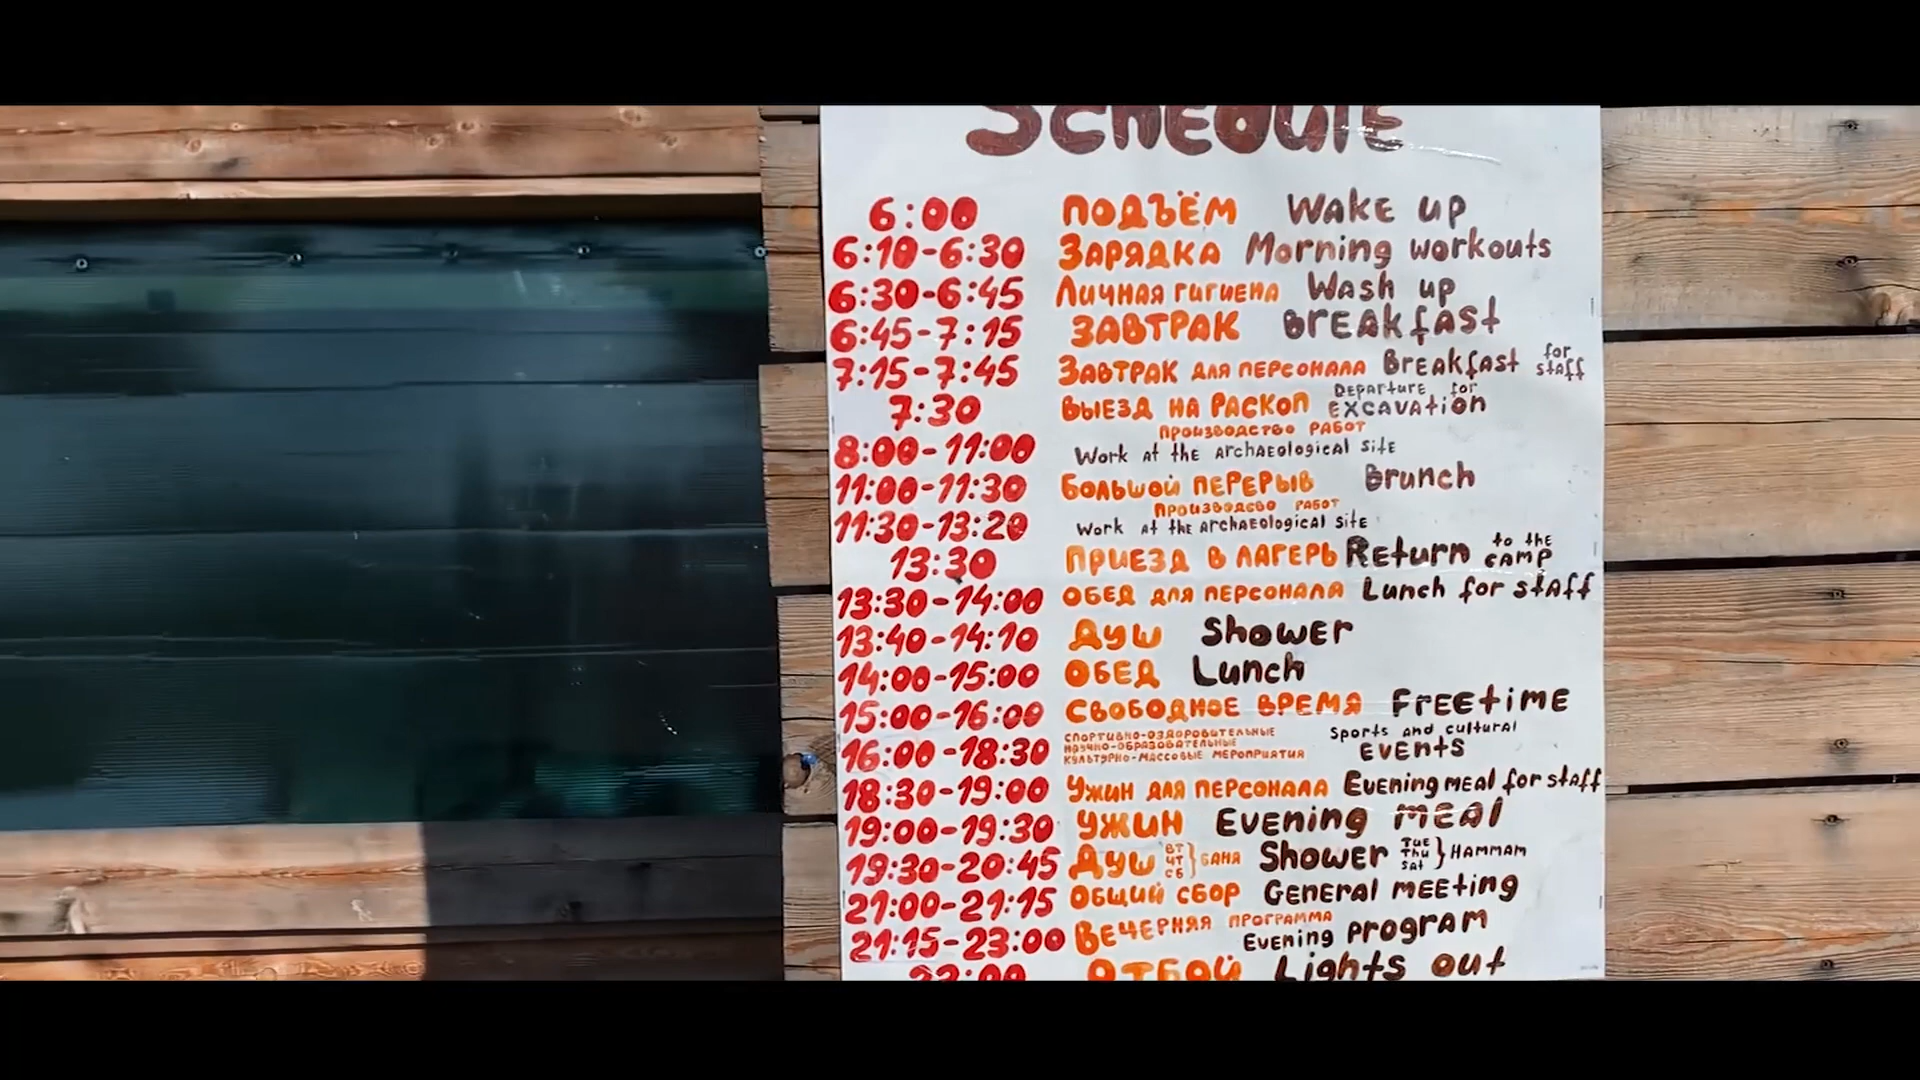 Schedule
6:00 ПОДЪЁМ Wake up
6:10-6:30 Зарядка Morning workouts
6:30-6:45 Личная гигиена Wash up
6:45-7:15 ЗАВТРАК Breakfast
7:15-7:45 Завтрак для персонала Breakfast for staff
7:30 Выезд на раскоп Departure for excavation
Производство работ
8:00-11:00 Work at the archaeological site
11:00-11:30 Большой перерыв Brunch
Производсво работ
11:30-13:20 Work at the archaeological site
13:30 Приезд в лагерь Return to the camp
13:30-14:00 Обед для персонала Lunch for staff
13:40-14:10 Душ Shower
14:00-15:00 Обед Lunch
15:00-16:00 Свободное время Freetime
16:00-18:30 Спортивно-оздоровительные научно-образовательные культурно-массовые мероприятия Sports and cultural events
18:30-19:00 Ужин для персонала Evening meal for staff
19:00-19:30 Ужин Evening meal
19:30-20:45 Душ ВТ ЧТ СБ } Баня Shower Tue Thu Sat } Hammam
21:00-21:15 Общий сбор General meeting
21:15-23:00 Вечерняя программа Evening program
Отбой Lights out